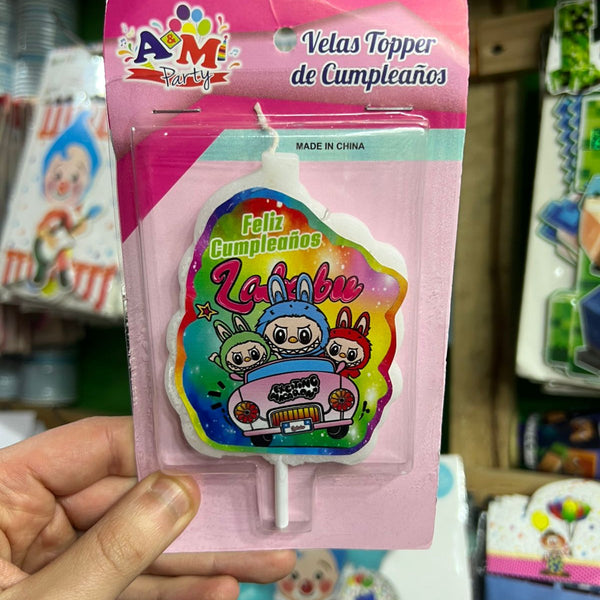 A&M
Party
Velas Topper
de Cumpleaños
MADE IN CHINA
Feliz
Cumpleaños
Labubu